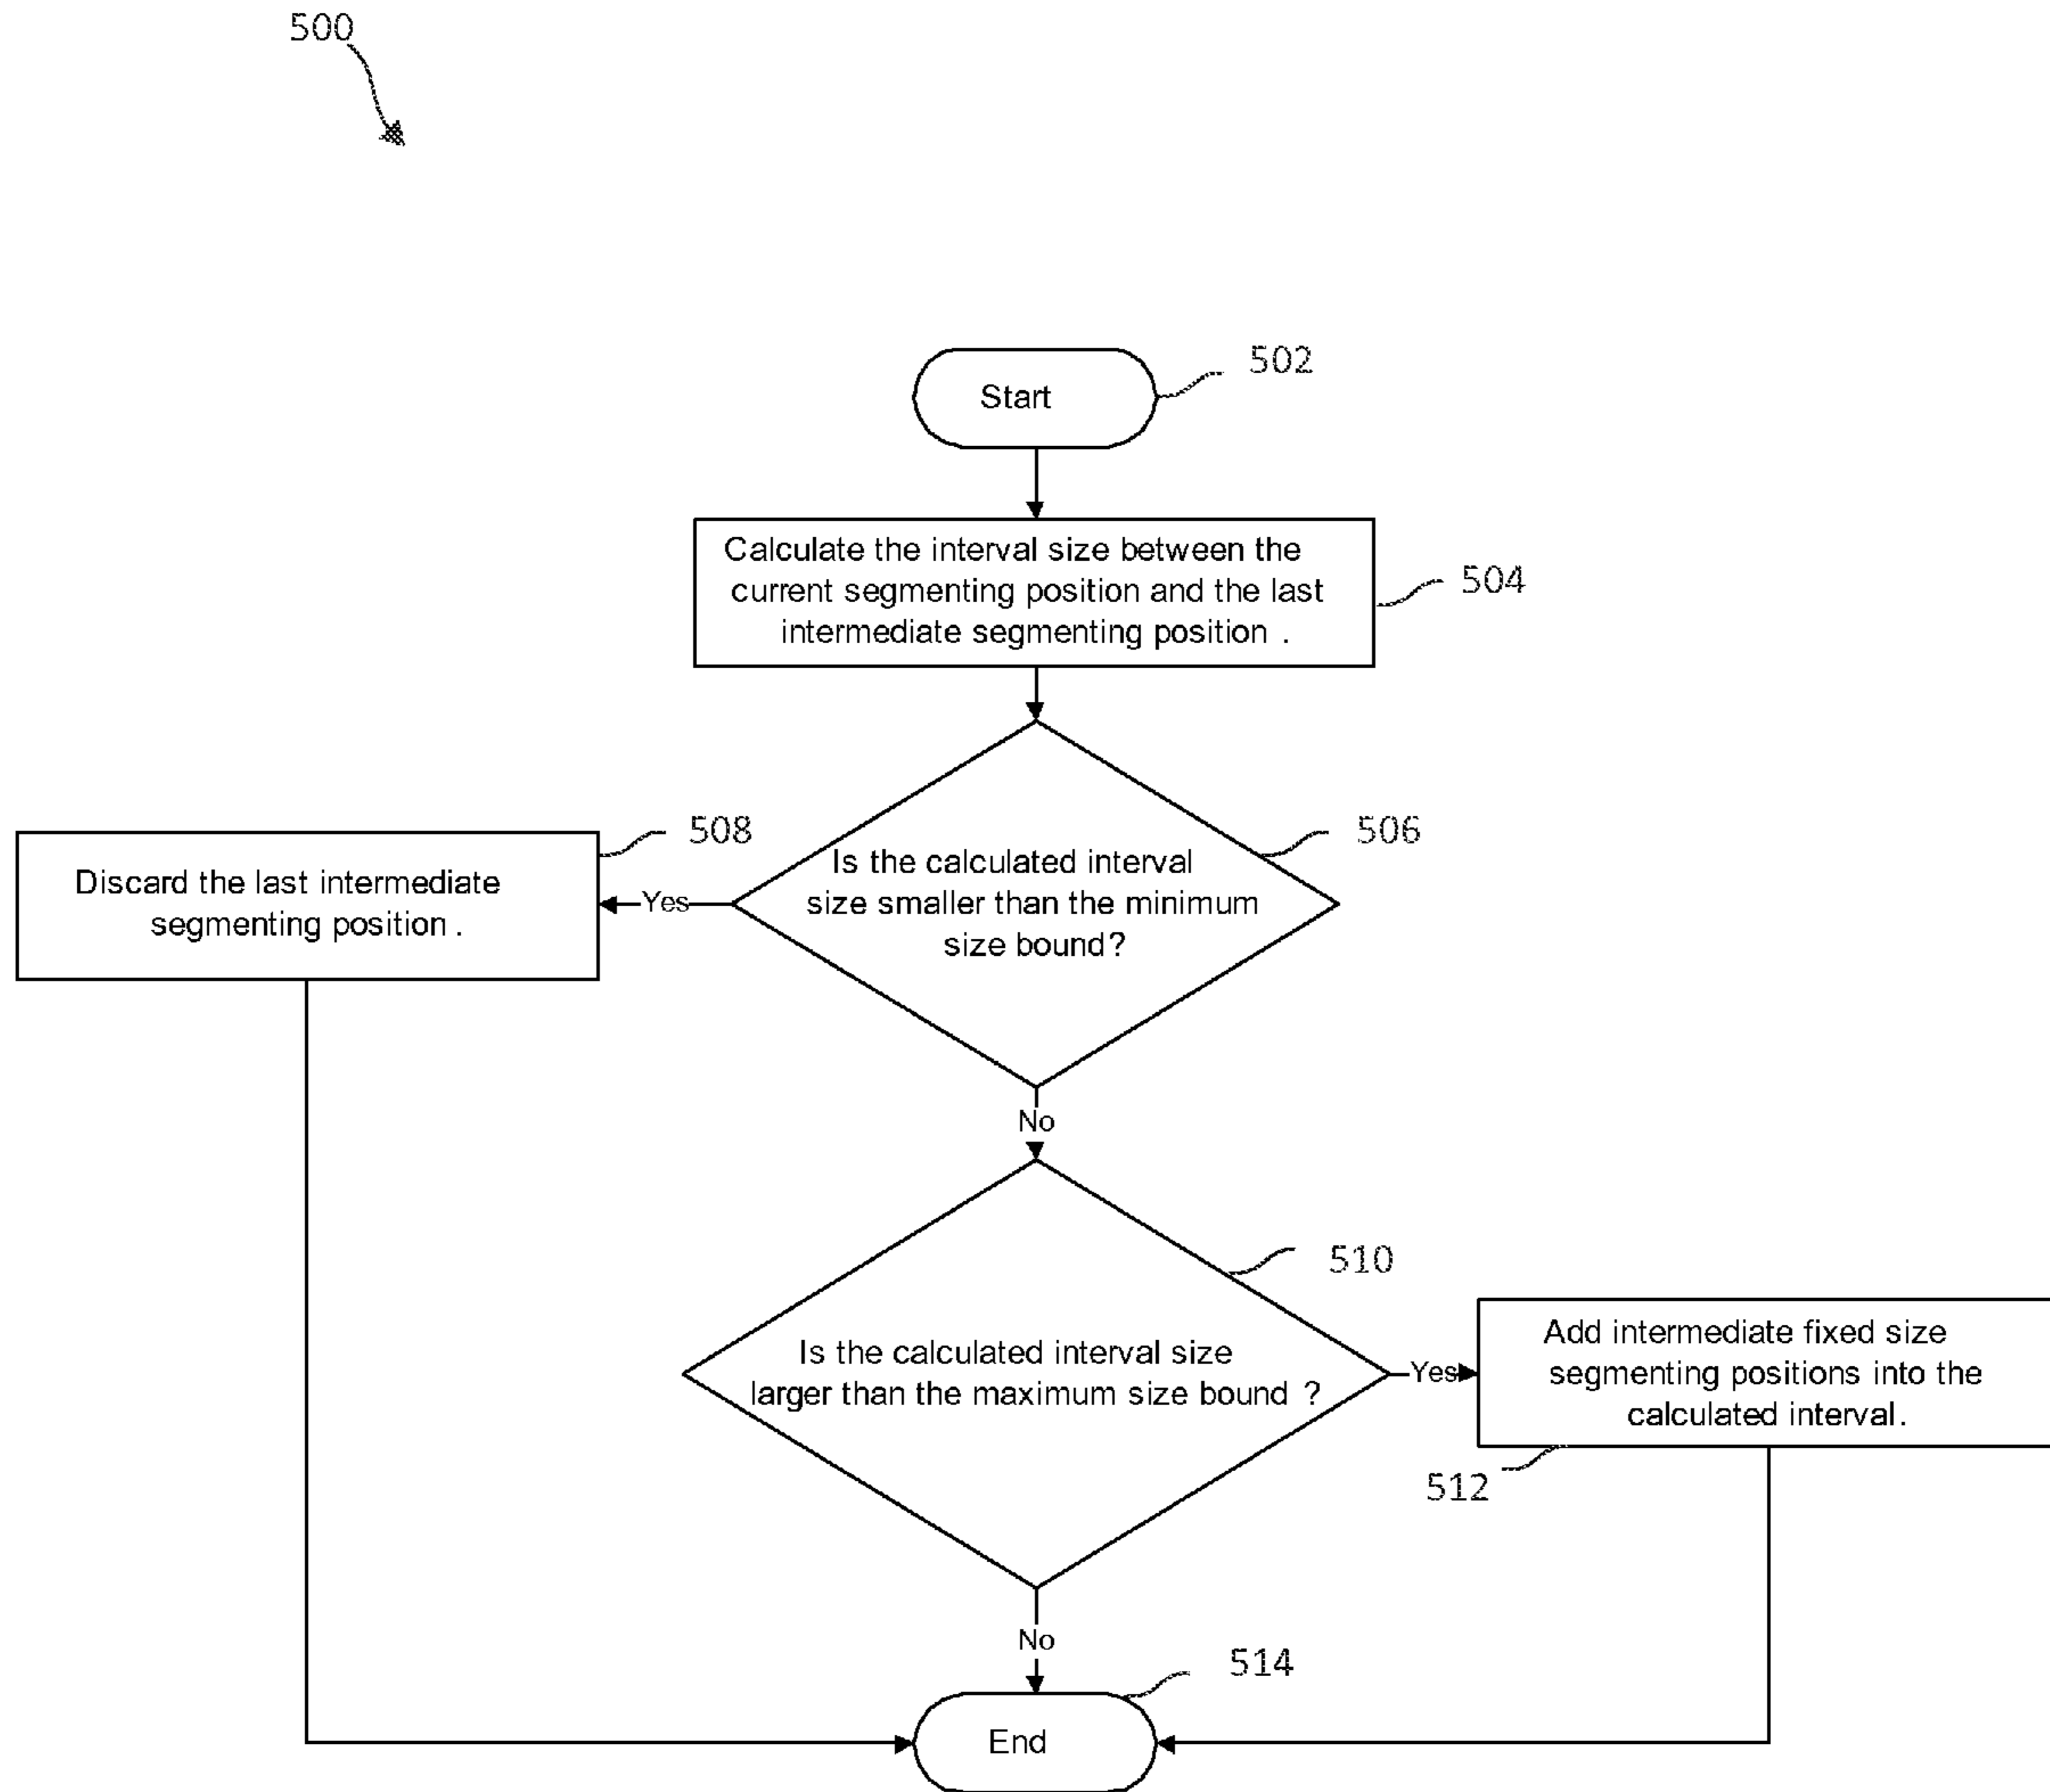 500
Start
502
Calculate the interval size between the
current segmenting position and the last
intermediate segmenting position .
504
508
Discard the last intermediate
segmenting position .
Yes
506
Is the calculated interval
size smaller than the minimum
size bound?
No
510
Is the calculated interval size
larger than the maximum size bound ?
Yes
Add intermediate fixed size
segmenting positions into the
calculated interval.
512
No
514
End